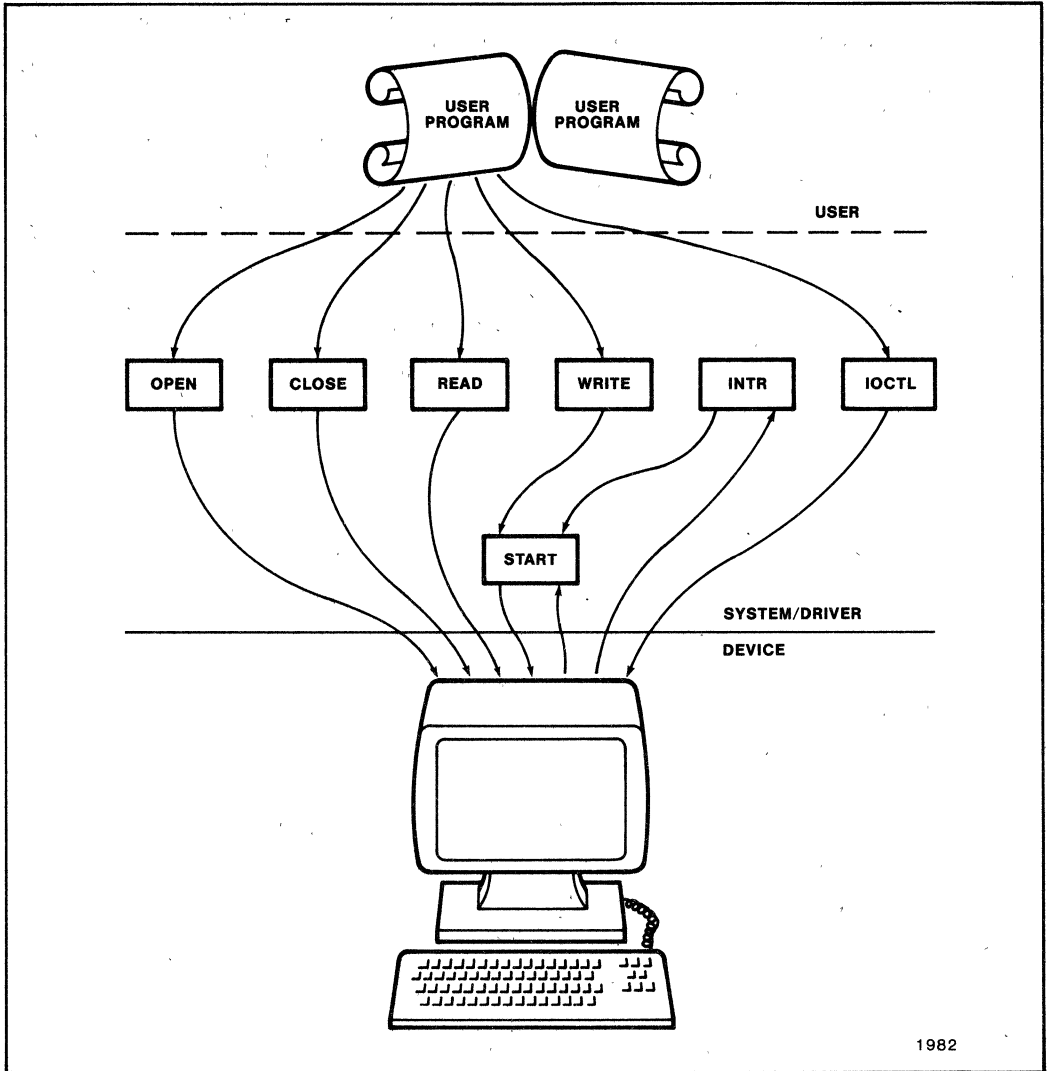 USER
PROGRAM
USER
PROGRAM
USER
OPEN
CLOSE
READ
WRITE
INTR
IOCTL
START
SYSTEM/DRIVER
DEVICE
1982